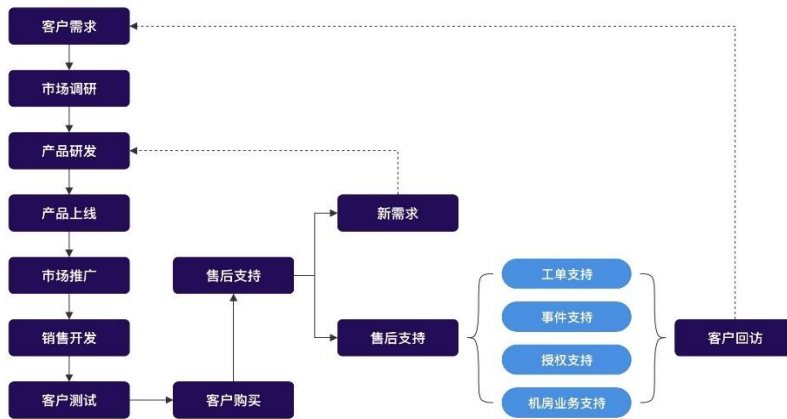 客户需求
市场调研
产品研发
产品上线
新需求
市场推广
售后支持
工单支持
事件支持
销售开发
售后支持
客户回访
授权支持
客户测试
客户购买
机房业务支持